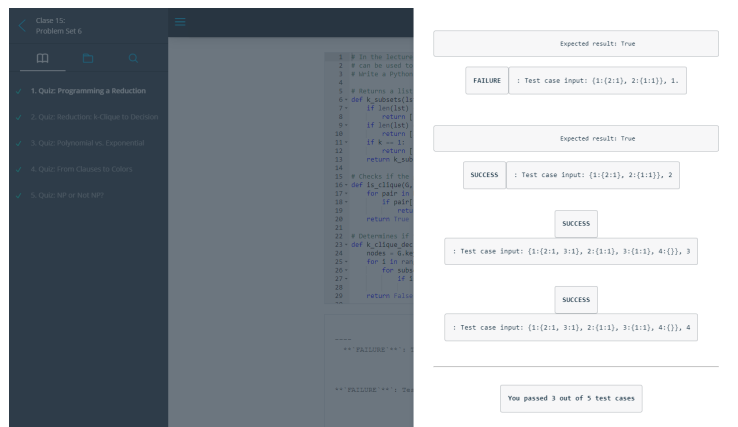 Clase 15:
Problem Set 6
1. Quiz: Programming a Reduction
2. Quiz: Reduction: k-Clique to Decision
3. Quiz: Polynomial vs. Exponential
4. Quiz: From Clauses to Colors
5. Quiz: NP or Not NP?
1 # In the lecture
2 # can be used to
3 # Write a Python
4
5 # Returns a list
6 def k_subsets(ls
7 if len(lst)
8 return [
9 if len(lst)
10 return [
11 if k == 1:
12 return [
13 return k_sub
14
15 # Checks if the
16 def is_clique(G,
17 for pair in
18 if pair[
19 retu
20 return True
21
22 # Determines if
23 def k_clique_dec
24 nodes = G.ke
25 for i in ran
26 for subs
27 if i
28
29 return False
----
**`FAILURE`**`: T
**`FAILURE`**`: Tes
Expected result: True
FAILURE : Test case input: {1:{2:1}, 2:{1:1}}, 1.
Expected result: True
SUCCESS : Test case input: {1:{2:1}, 2:{1:1}}, 2
SUCCESS
: Test case input: {1:{2:1, 3:1}, 2:{1:1}, 3:{1:1}, 4:{}}, 3
SUCCESS
: Test case input: {1:{2:1, 3:1}, 2:{1:1}, 3:{1:1}, 4:{}}, 4
You passed 3 out of 5 test cases